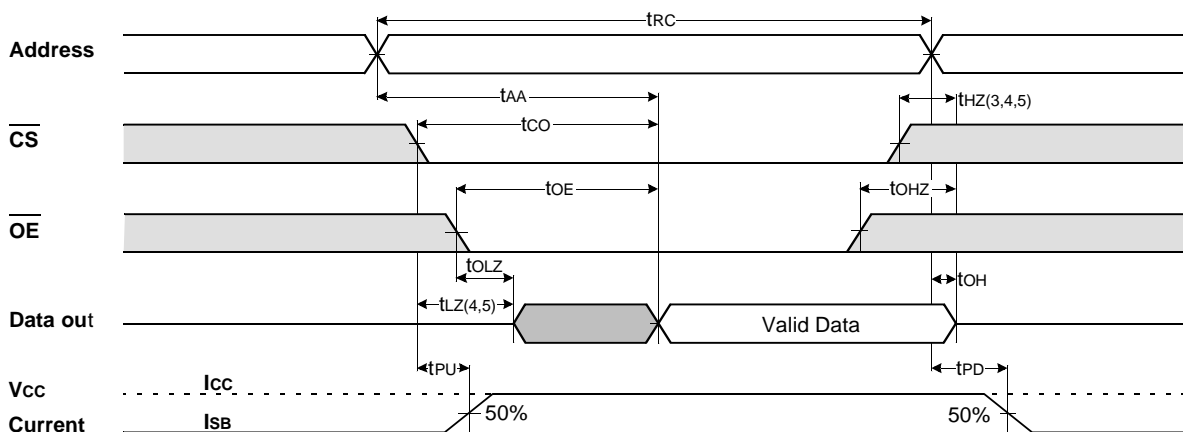 tRC
Address
tAA
tHZ(3,4,5)
CS
tCO
tOE
tOHZ
OE
tOLZ
tOH
tLZ(4,5)
Data out
Valid Data
tPU
tPD
VCC
ICC
50%
50%
Current
ISB